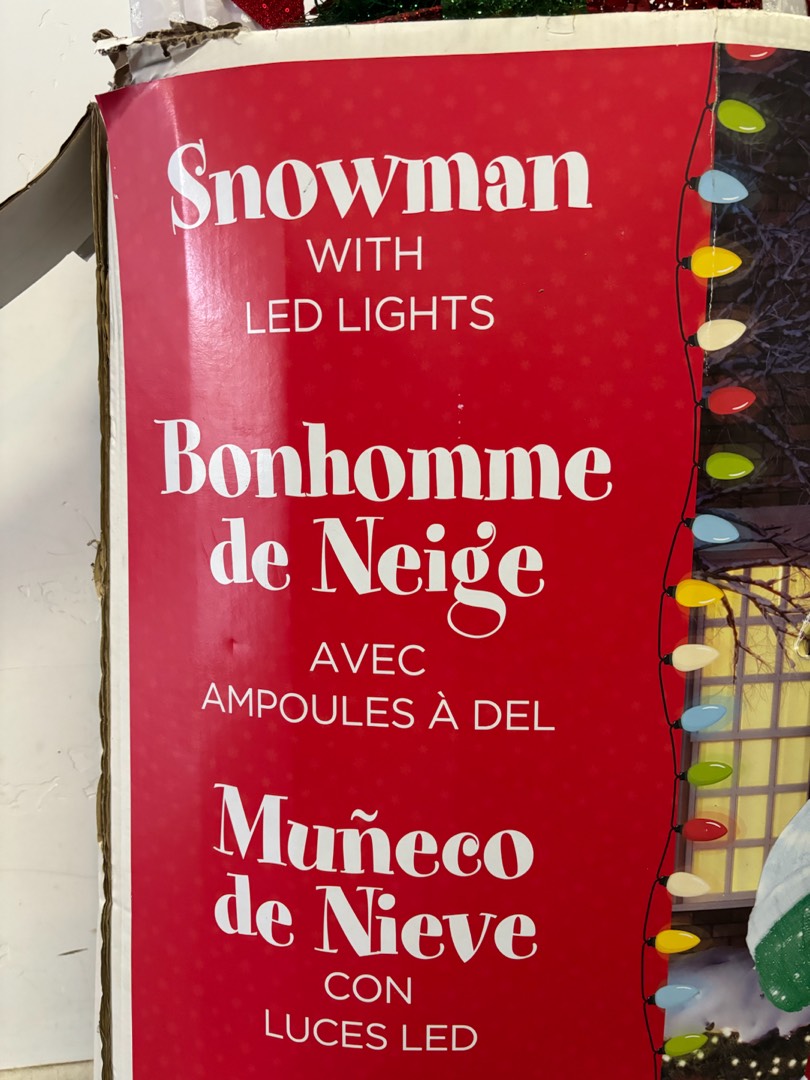 Snowman
WITH
LED LIGHTS
Bonhomme
de Neige
AVEC
AMPOULES À DEL
Muñeco
de Nieve
CON
LUCES LED